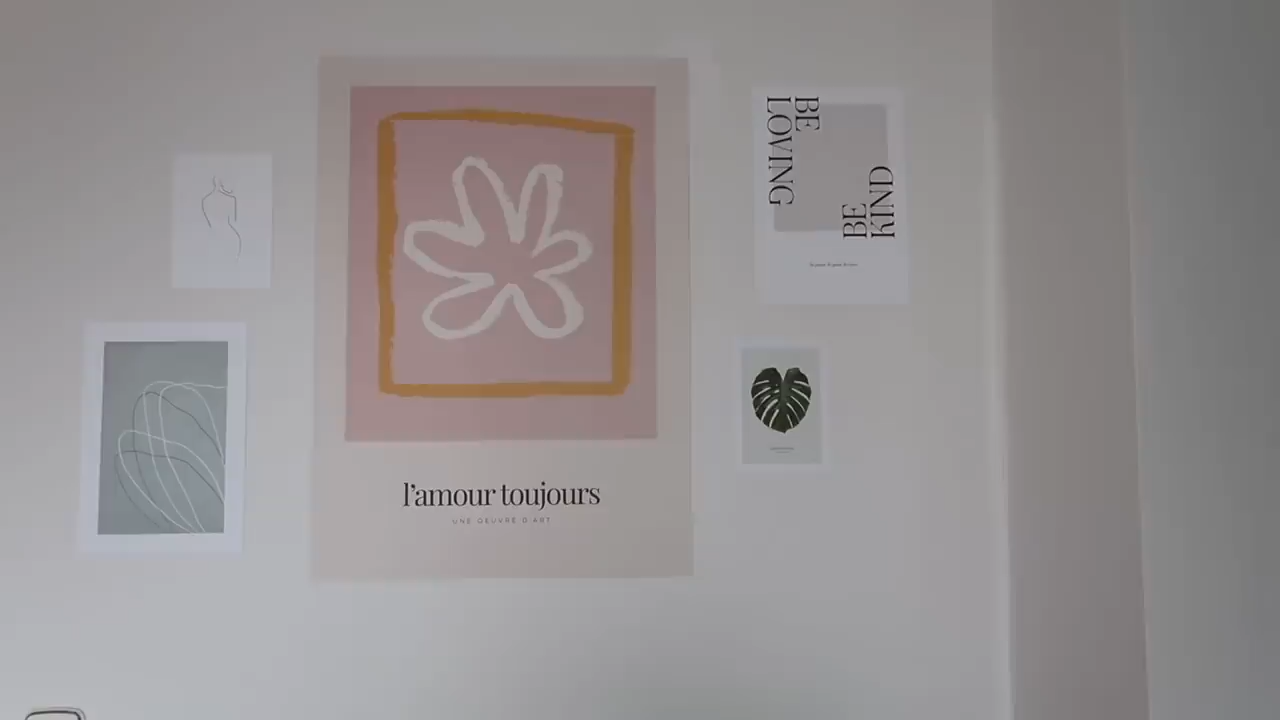 l'amour toujours
UNE OEUVRE D'ART
BE
LOVING
BE
KIND